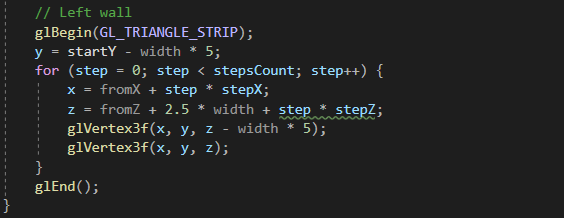 // Left wall
glBegin(GL_TRIANGLE_STRIP);
y = startY - width * 5;
for (step = 0; step < stepsCount; step++) {
x = fromX + step * stepX;
z = fromZ + 2.5 * width + step * stepZ;
glVertex3f(x, y, z - width * 5);
glVertex3f(x, y, z);
}
glEnd();
}